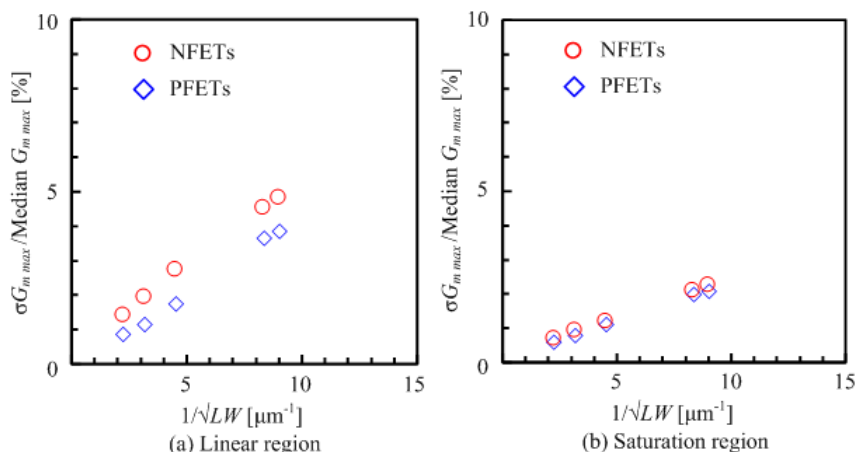 10
5
0
σG_m max /Median G_m max [%]
NFETs
PFETs
5
10
15
1/√LW [μm⁻¹]
(a) Linear region
10
5
0
σG_m max /Median G_m max [%]
NFETs
PFETs
5
10
15
1/√LW [μm⁻¹]
(b) Saturation region